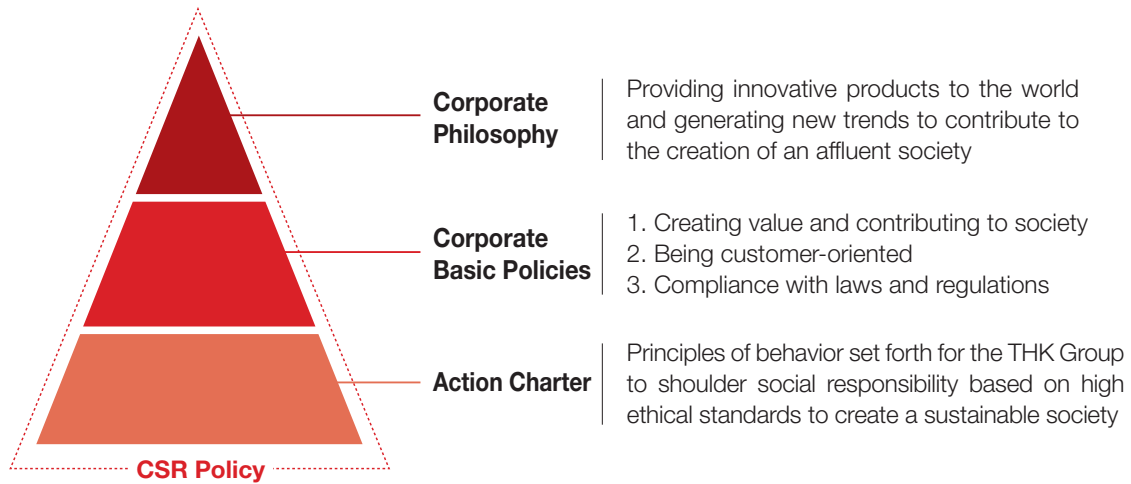 Corporate
Philosophy
Providing innovative products to the world
and generating new trends to contribute to
the creation of an affluent society
Corporate
Basic Policies
1. Creating value and contributing to society
2. Being customer-oriented
3. Compliance with laws and regulations
Action Charter
Principles of behavior set forth for the THK Group
to shoulder social responsibility based on high
ethical standards to create a sustainable society
CSR Policy